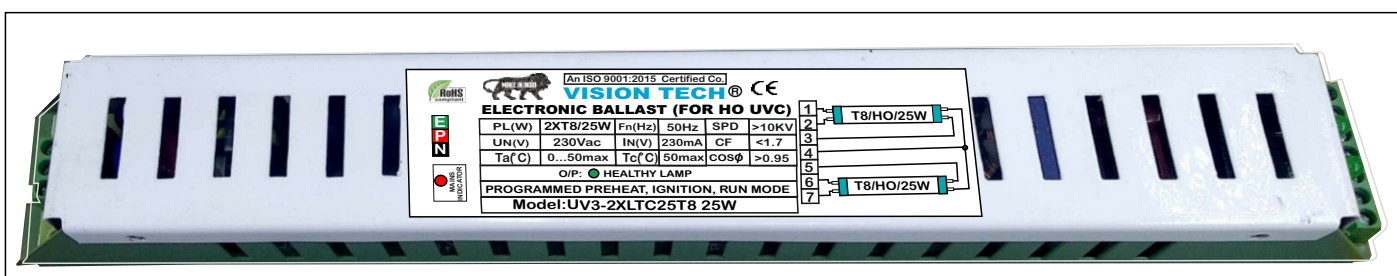 RoHS
compliant
MAKE IN INDIA
An ISO 9001:2015 Certified Co.
VISION TECH® CE
ELECTRONIC BALLAST (FOR HO UVC)
E
P
N
MAINS
INDICATOR
PL(W) 2XT8/25W Fn(Hz) 50Hz SPD >10KV
UN(V) 230Vac IN(V) 230mA CF <1.7
Ta(°C) 0...50max Tc(°C) 50max COSϕ >0.95
O/P: HEALTHY LAMP
PROGRAMMED PREHEAT, IGNITION, RUN MODE
Model:UV3-2XLTC25T8 25W
1
2
3
4
5
6
7
T8/HO/25W
T8/HO/25W